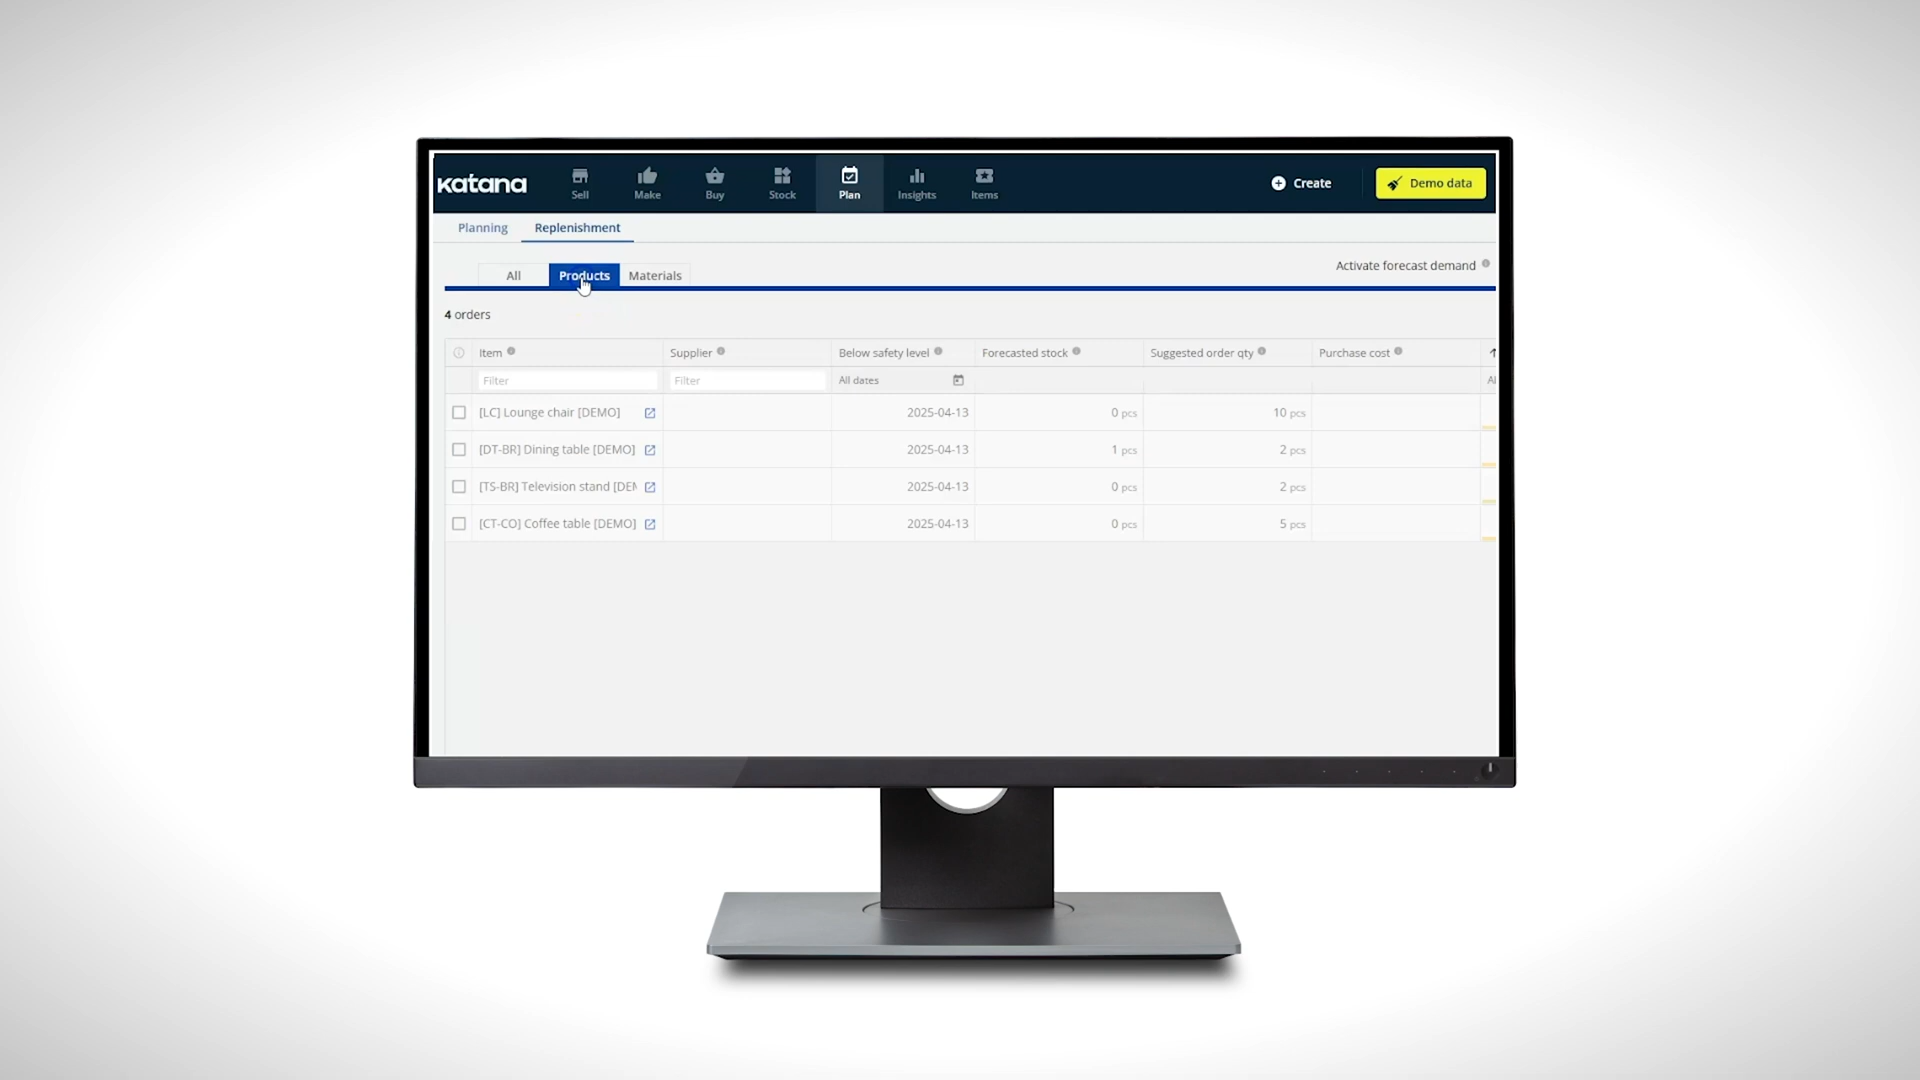 katana
Sell
Make
Buy
Stock
Plan
Insights
Items
Create
Demo data
Planning
Replenishment
All
Products
Materials
Activate forecast demand
4 orders
Item
Supplier
Below safety level
Forecasted stock
Suggested order qty
Purchase cost
Filter
Filter
All dates
[LC] Lounge chair [DEMO]
2025-04-13
0 pcs
10 pcs
[DT-BR] Dining table [DEMO]
2025-04-13
1 pcs
2 pcs
[TS-BR] Television stand [DEM
2025-04-13
0 pcs
2 pcs
[CT-CO] Coffee table [DEMO]
2025-04-13
0 pcs
5 pcs